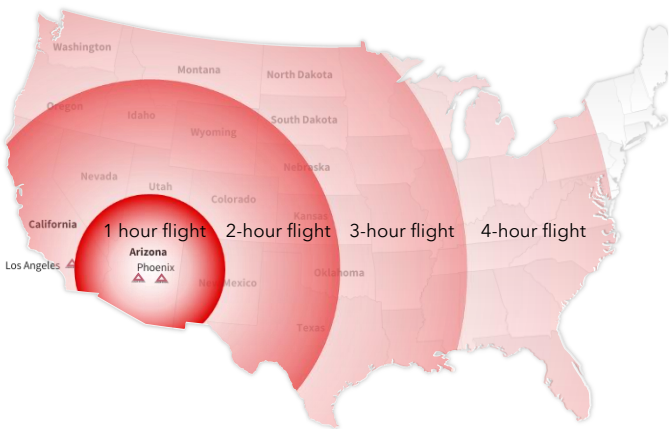 Washington
Montana
North Dakota
Oregon
Idaho
South Dakota
Wyoming
Nebraska
Nevada
Utah
Colorado
Kansas
California
1 hour flight
2-hour flight
3-hour flight
4-hour flight
Arizona
Los Angeles
Phoenix
New Mexico
Oklahoma
Texas